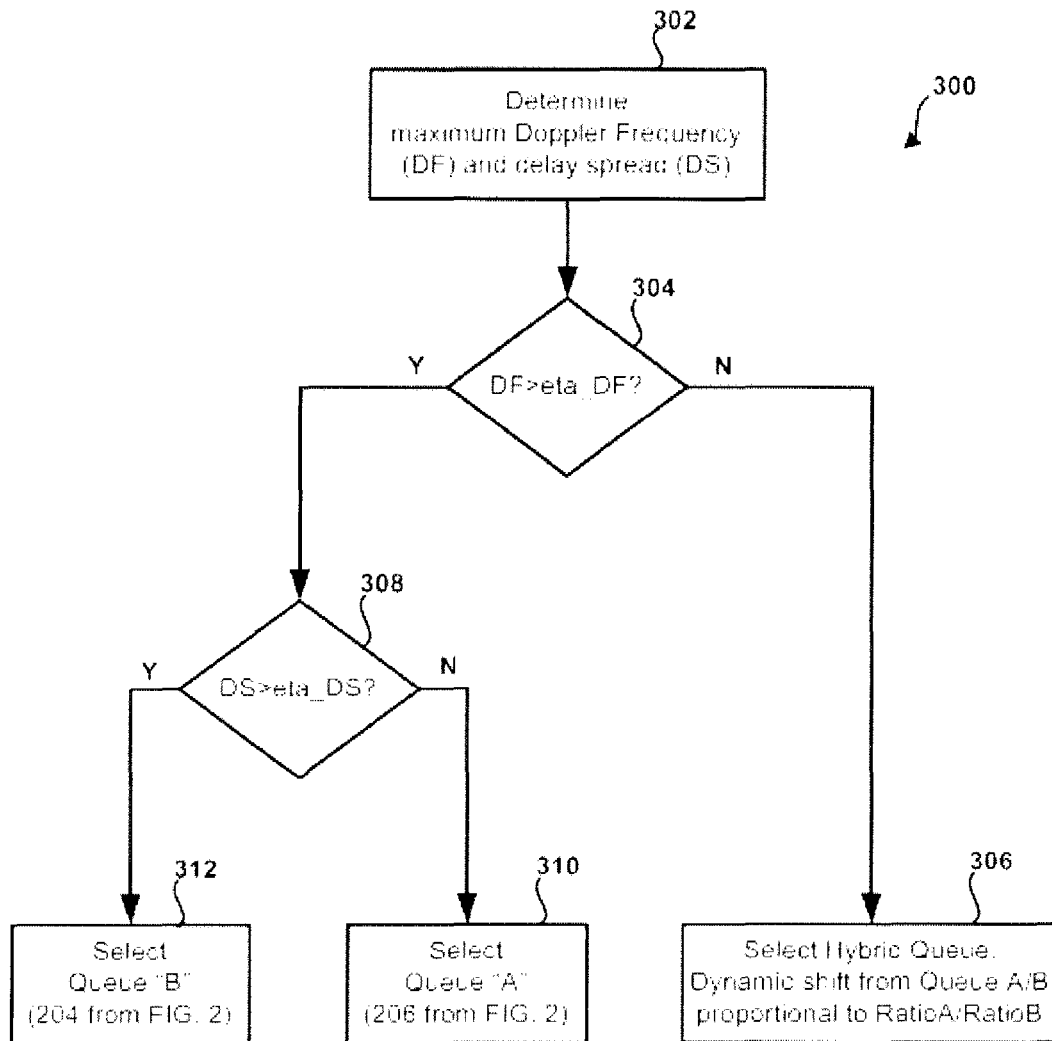 302
300
Determine
maximum Doppler Frequency
(DF) and delay spread (DS)
304
Y
N
DF>eta_DF?
308
Y
N
DS>eta_DS?
312
310
306
Select
Queue "B"
(204 from FIG. 2)
Select
Queue "A"
(206 from FIG. 2)
Select Hybric Queue.
Dynamic shift from Queue A/B
proportional to RatioA/RatioB